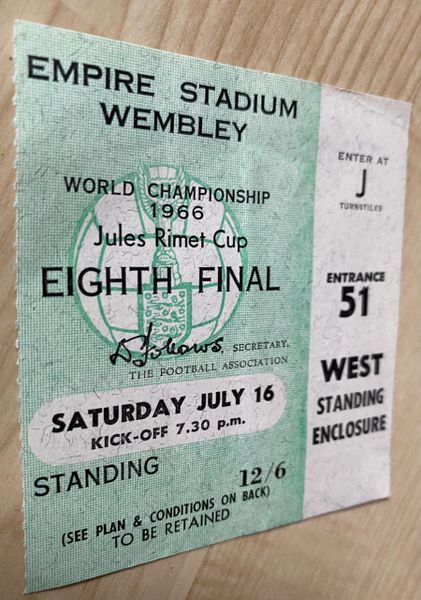 EMPIRE STADIUM
WEMBLEY
WORLD CHAMPIONSHIP
1966
Jules Rimet Cup
EIGHTH FINAL
D Follows, SECRETARY.
THE FOOTBALL ASSOCIATION
SATURDAY JULY 16
KICK-OFF 7.30 p.m.
STANDING
12/6
(SEE PLAN & CONDITIONS ON BACK)
TO BE RETAINED
ENTER AT
J
TURNSTILES
ENTRANCE
51
WEST
STANDING
ENCLOSURE